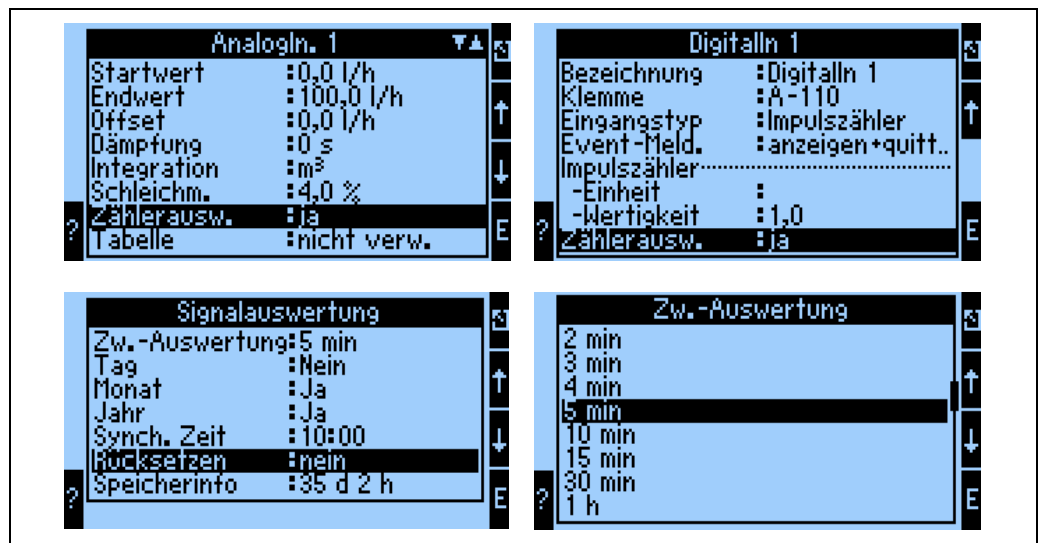 AnalogIn. 1
Startwert :0,0 l/h
Endwert :100,0 l/h
Offset :0,0 l/h
Dämpfung :0 s
Integration :m³
Schleichm. :4,0 %
Zählerausw. :ja
Tabelle :nicht verw.
?
E
DigitalIn 1
Bezeichnung :DigitalIn 1
Klemme :A-110
Eingangstyp :Impulszähler
Event-Meld. :anzeigen+quitt..
Impulszähler
-Einheit :
-Wertigkeit :1,0
Zählerausw. :ja
?
E
Signalauswertung
Zw.-Auswertung:5 min
Tag :Nein
Monat :Ja
Jahr :Ja
Synch. Zeit :10:00
Rücksetzen :nein
Speicherinfo :35 d 2 h
?
E
Zw.-Auswertung
2 min
3 min
4 min
5 min
10 min
15 min
30 min
1 h
?
E